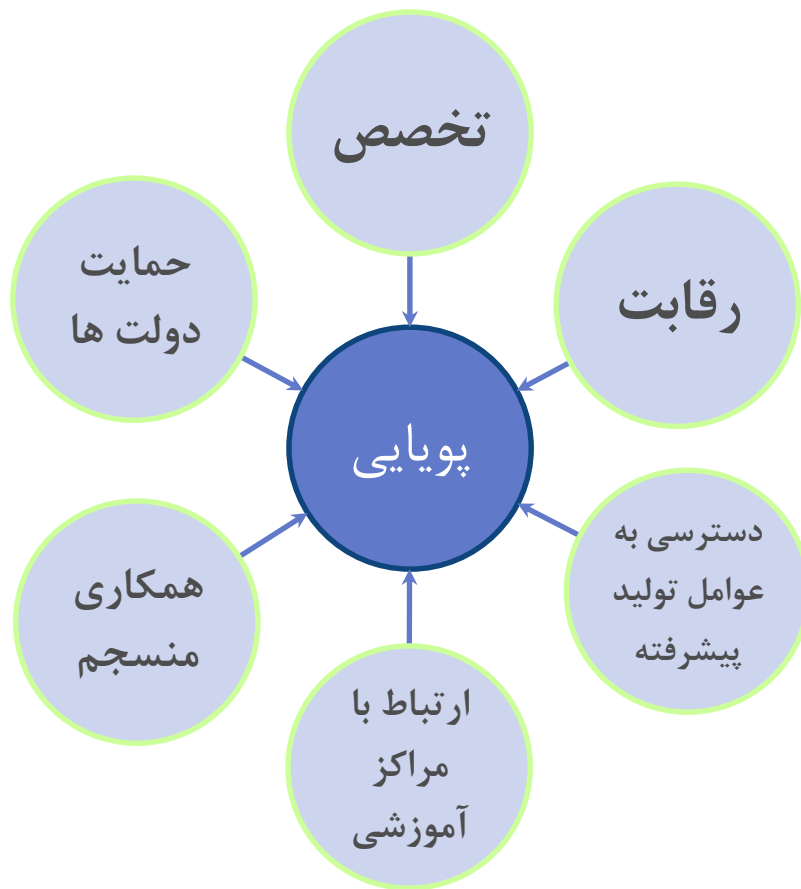 تخصص
رقابت
دسترسی به
عوامل تولید
پیشرفته
ارتباط با
مراکز
آموزشی
همکاری
منسجم
حمایت
دولت ها
پویایی